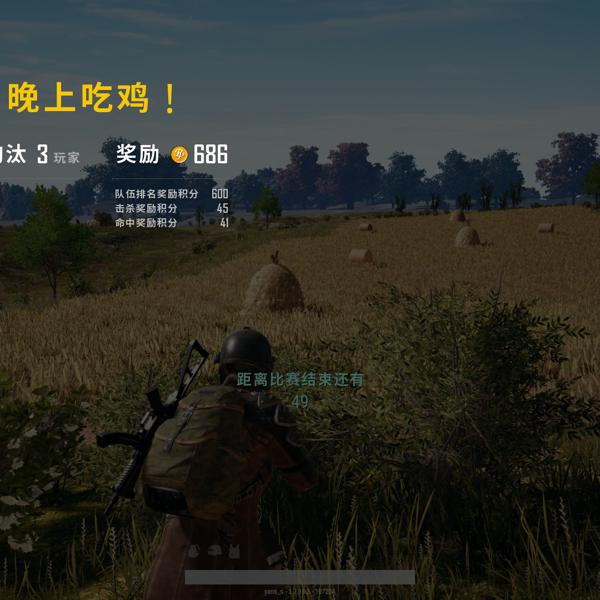 晚上吃鸡！
汰 3 玩家 奖励 686
队伍排名奖励积分 600
击杀奖励积分 45
命中奖励积分 41
距离比赛结束还有
49